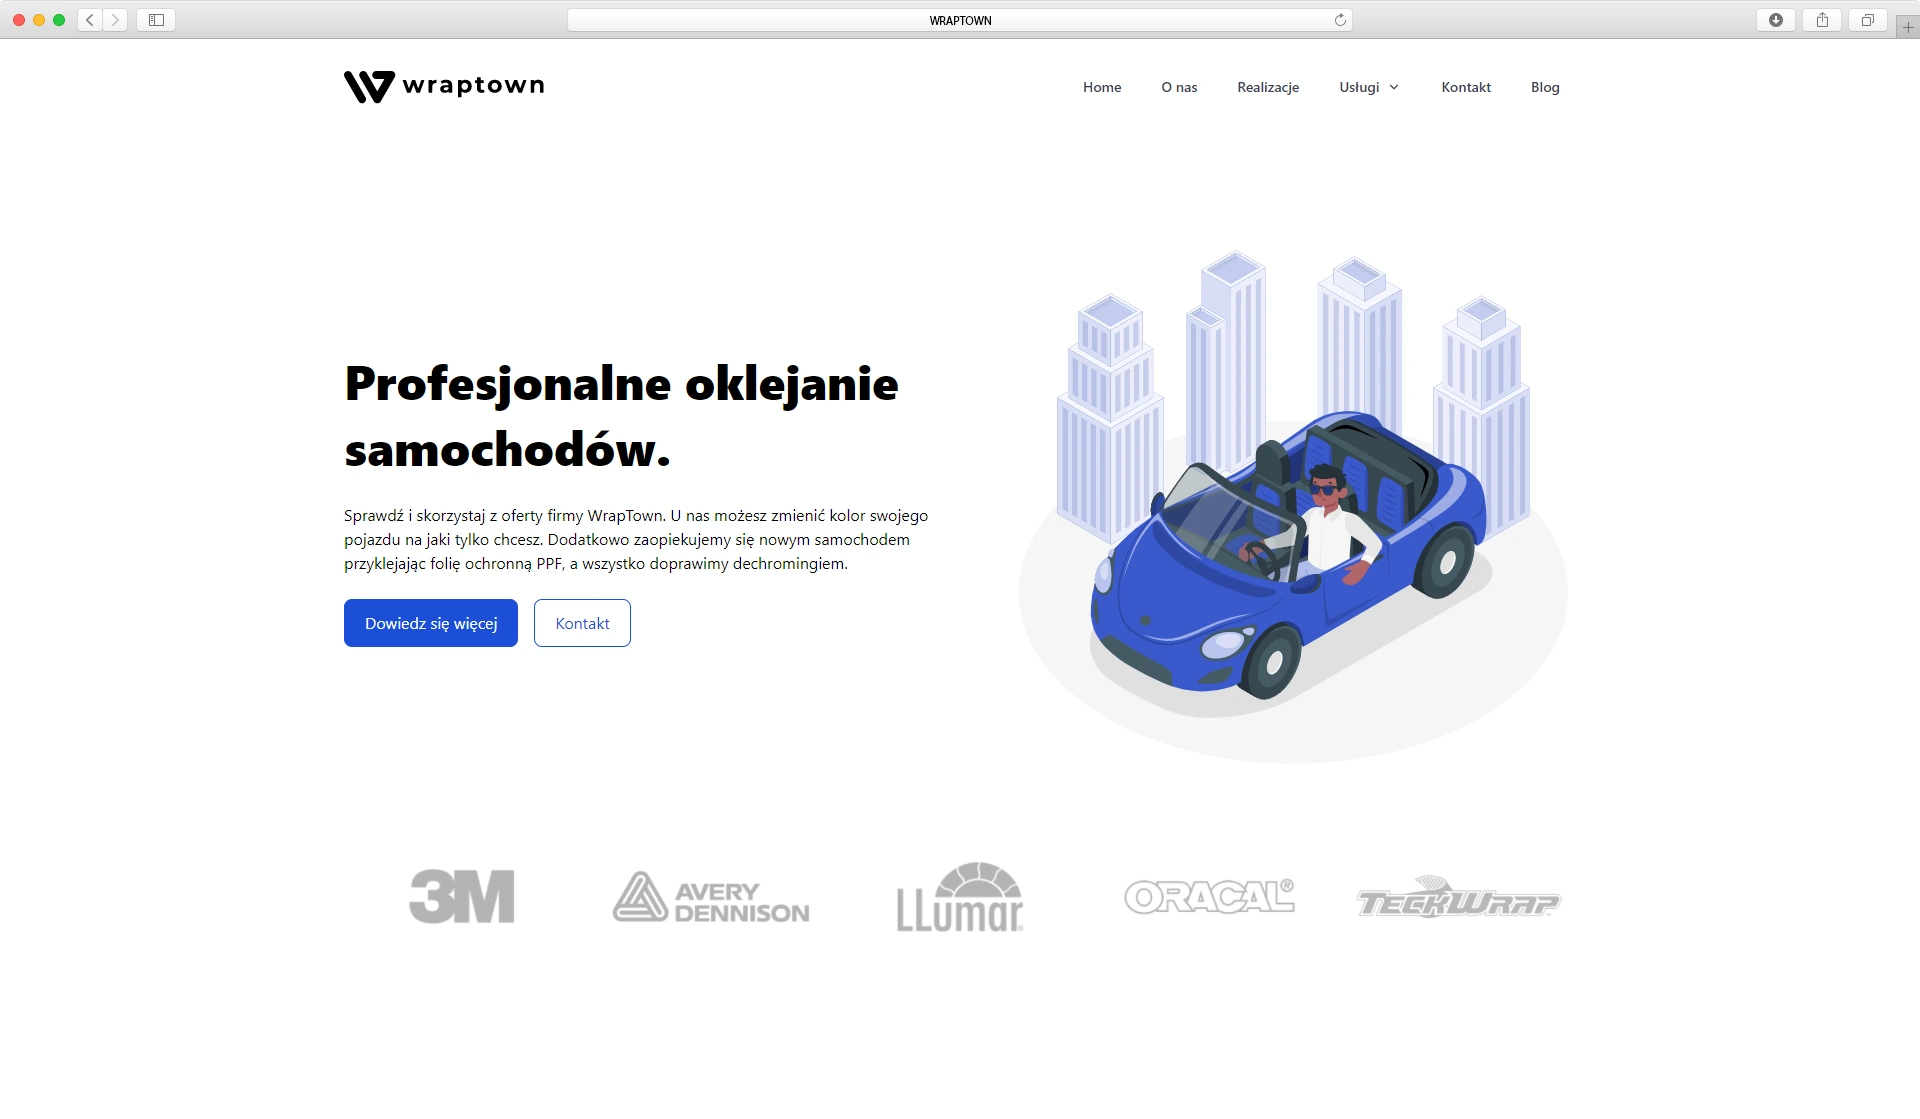 WRAPTOWN
wraptown
Home O nas Realizacje Usługi Kontakt Blog
Profesjonalne oklejanie
samochodów.
Sprawdź i skorzystaj z oferty firmy WrapTown. U nas możesz zmienić kolor swojego
pojazdu na jaki tylko chcesz. Dodatkowo zaopiekujemy się nowym samochodem
przyklejając folię ochronną PPF, a wszystko doprawimy dechromingiem.
Dowiedz się więcej Kontakt
3M AVERY DENNISON LLumar ORACAL® TeckWrap